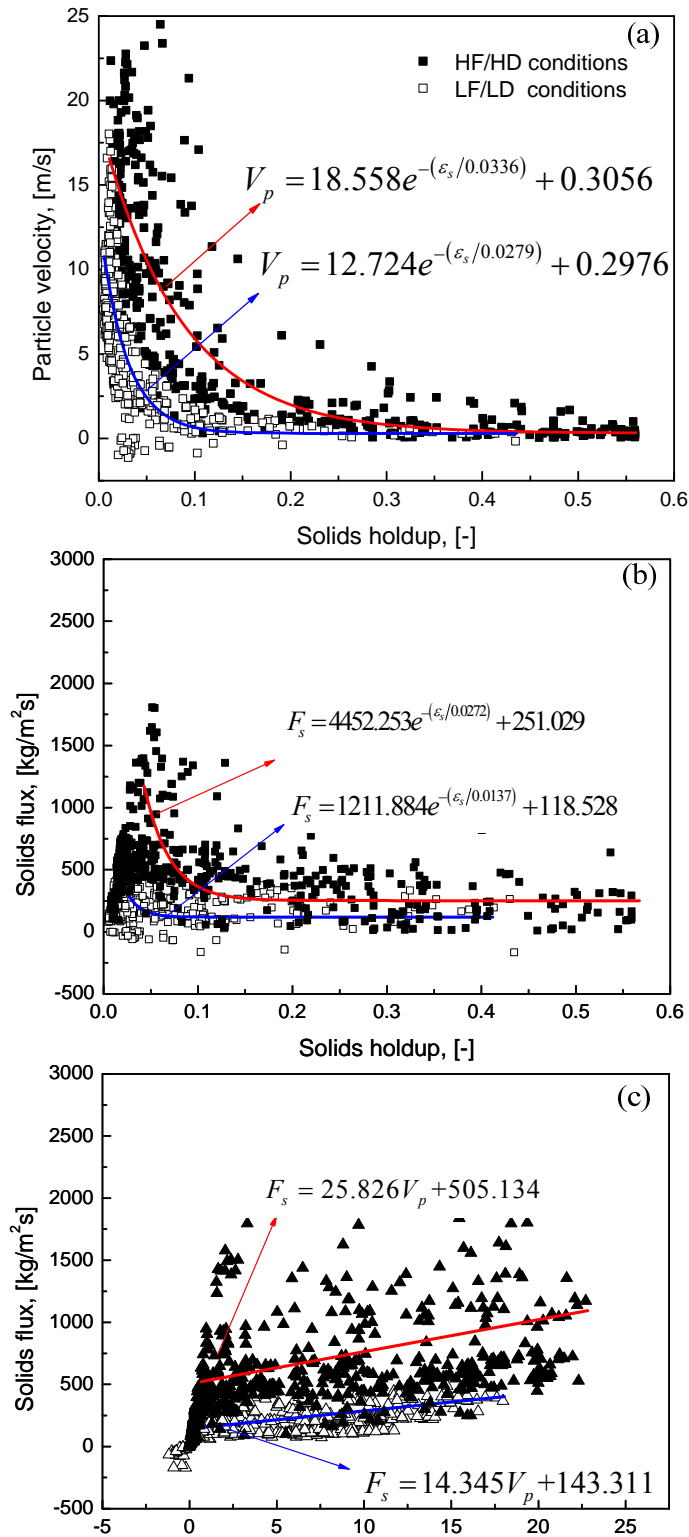 (a)
HF/HD conditions
LF/LD conditions
V_p = 18.558e^{-(ε_s/0.0336)} + 0.3056
V_p = 12.724e^{-(ε_s/0.0279)} + 0.2976
Particle velocity, [m/s]
25
20
15
10
5
0
0.0 0.1 0.2 0.3 0.4 0.5 0.6
Solids holdup, [-]
(b)
F_s = 4452.253e^{-(ε_s/0.0272)} + 251.029
F_s = 1211.884e^{-(ε_s/0.0137)} + 118.528
Solids flux, [kg/m²s]
3000
2500
2000
1500
1000
500
0
-500
0.0 0.1 0.2 0.3 0.4 0.5 0.6
Solids holdup, [-]
(c)
F_s = 25.826V_p+505.134
F_s = 14.345V_p+143.311
Solids flux, [kg/m²s]
3000
2500
2000
1500
1000
500
0
-500
-5 0 5 10 15 20 25